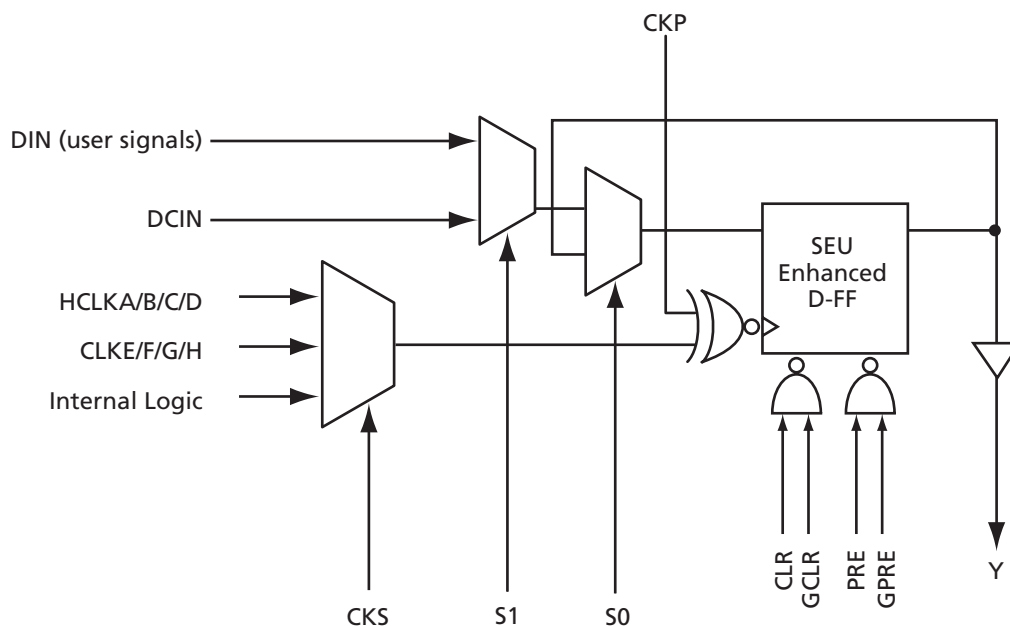 CKP
DIN (user signals)
DCIN
SEU
Enhanced
D-FF
HCLKA/B/C/D
CLKE/F/G/H
Internal Logic
CLR
GCLR
PRE
GPRE
Y
CKS
S1
S0